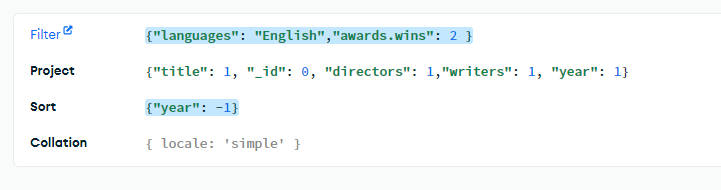 Filter {"languages": "English","awards.wins": 2 }
Project {"title": 1, "_id": 0, "directors": 1,"writers": 1, "year": 1}
Sort {"year": -1}
Collation { locale: 'simple' }